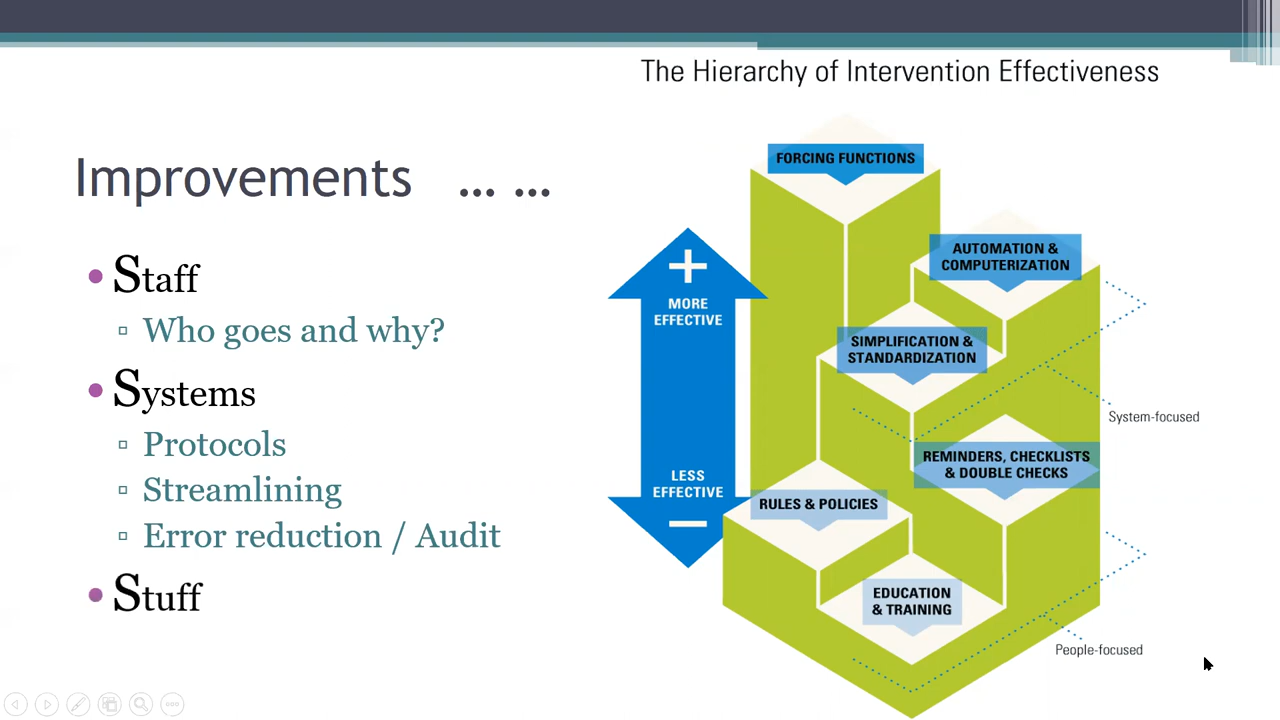 The Hierarchy of Intervention Effectiveness
Improvements ... ...
• Staff
▫ Who goes and why?
• Systems
▫ Protocols
▫ Streamlining
▫ Error reduction / Audit
• Stuff
+
MORE
EFFECTIVE
LESS
EFFECTIVE
−
FORCING FUNCTIONS
AUTOMATION &
COMPUTERIZATION
SIMPLIFICATION &
STANDARDIZATION
System-focused
REMINDERS, CHECKLISTS
& DOUBLE CHECKS
RULES & POLICIES
EDUCATION
& TRAINING
People-focused